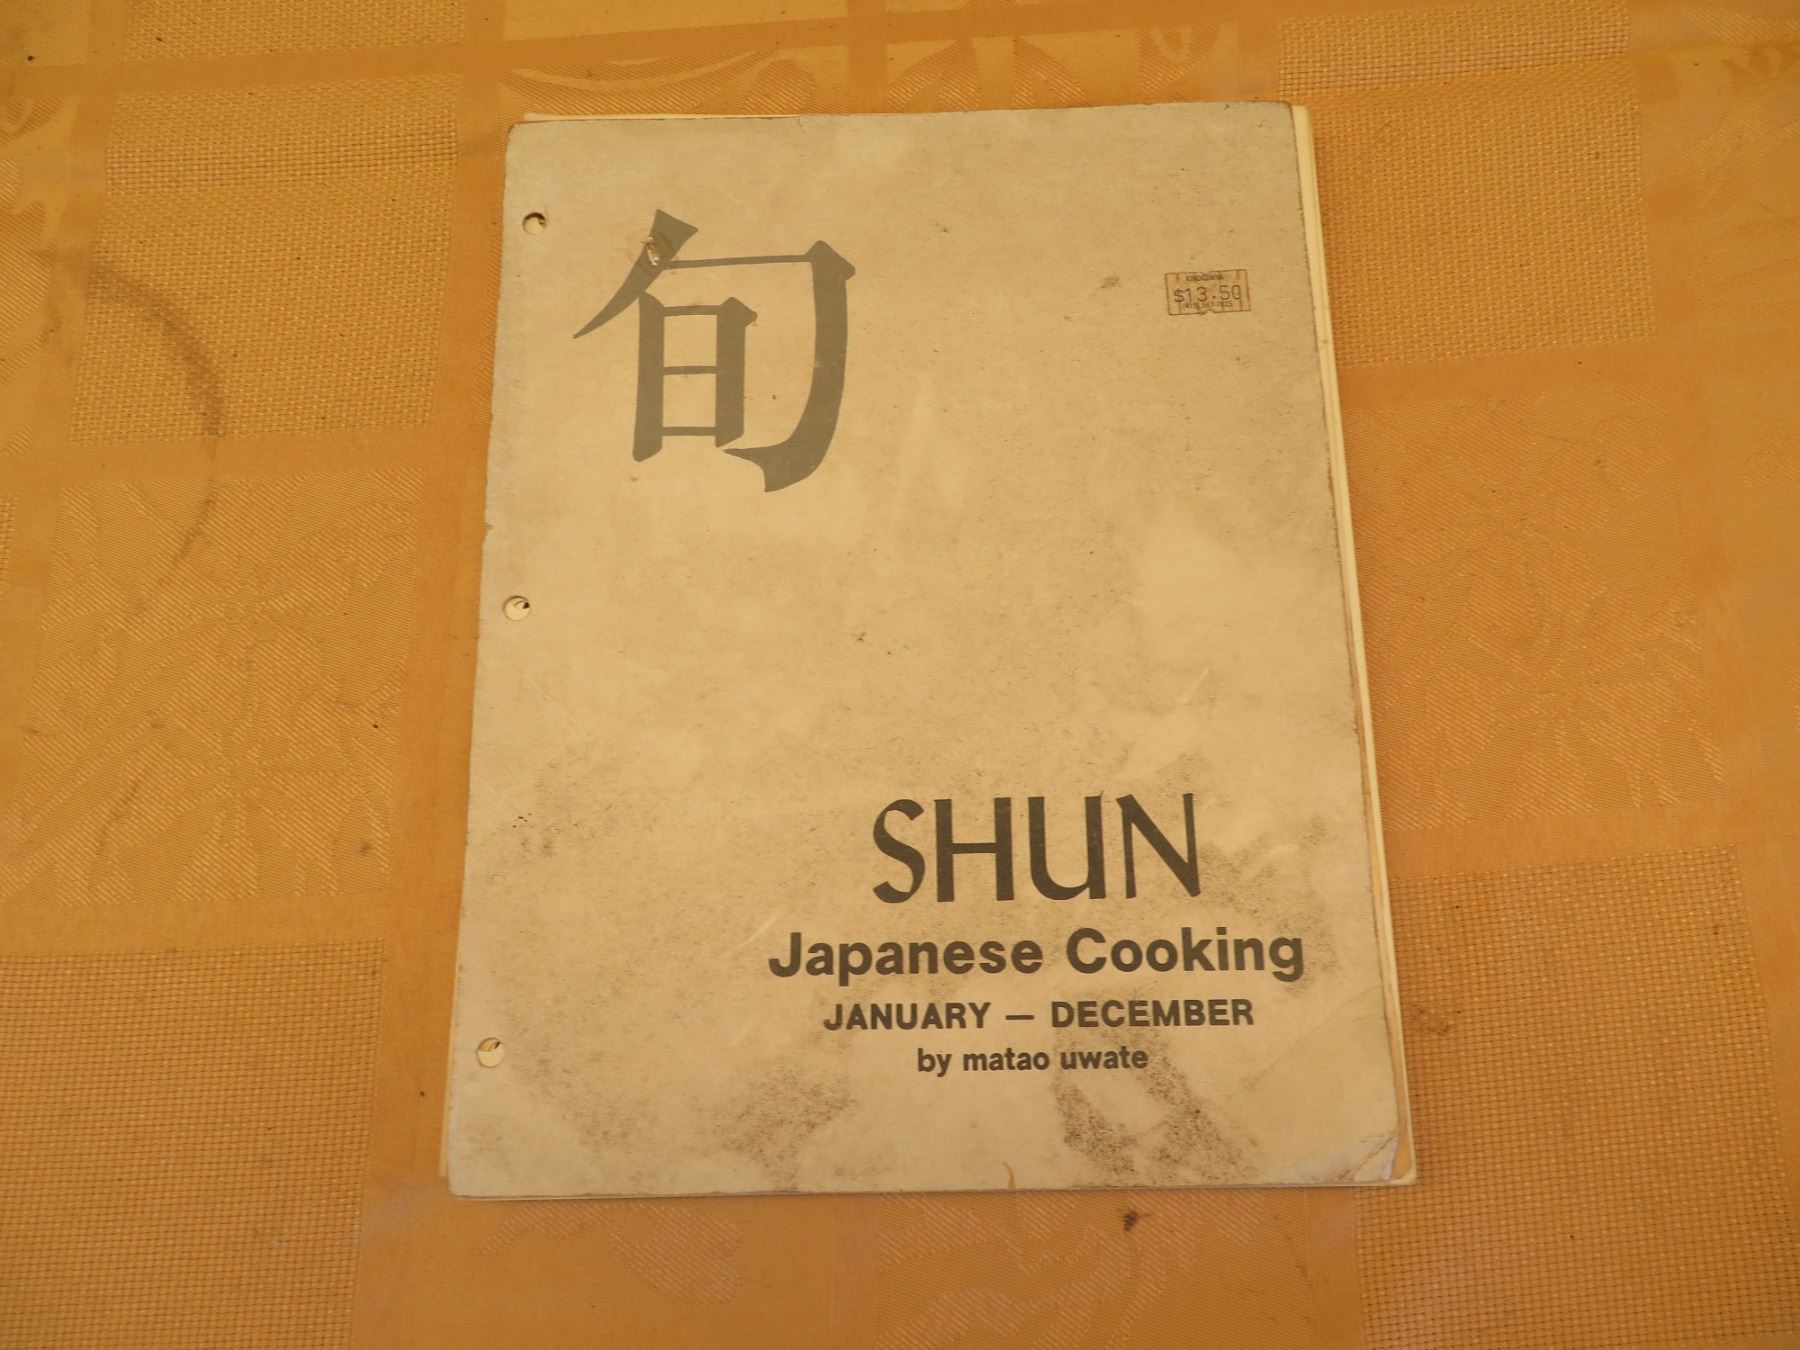 旬
$13.50
SHUN
Japanese Cooking
JANUARY — DECEMBER
by matao uwate